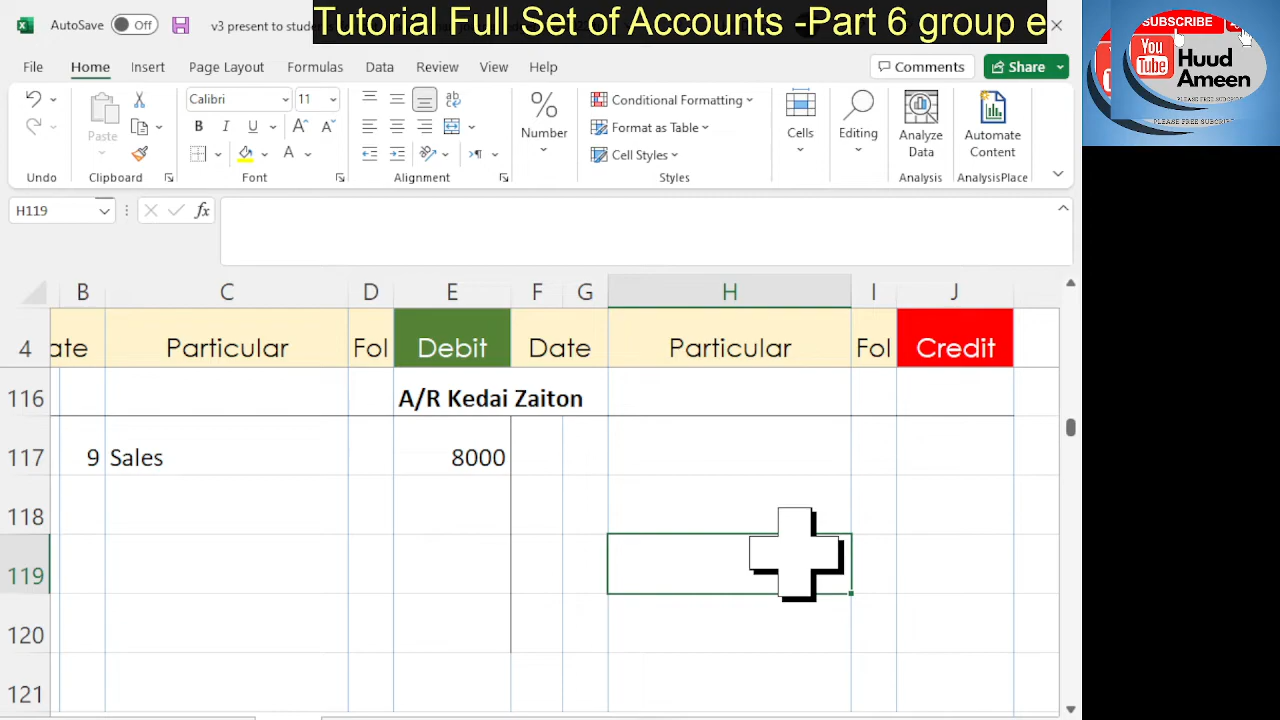 Tutorial Full Set of Accounts -Part 6 group e
AutoSave Off v3 present to stude
SUBSCRIBE
You Tube
Huud Ameen
PLEASE FREE SUBSCRIBE
File Home Insert Page Layout Formulas Data Review View Help Comments Share
Calibri 11
Paste
B I U A A
A
ab
Number
Conditional Formatting
Format as Table
Cell Styles
Cells
Editing
Analyze Data
Automate Content
Undo Clipboard Font Alignment Styles Analysis AnalysisPlace
H119 fx
B C D E F G H I J
4 ate Particular Fol Debit Date Particular Fol Credit
116 A/R Kedai Zaiton
117 9 Sales 8000
118
119
120
121